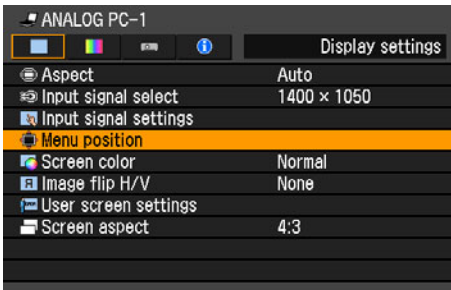 ANALOG PC-1
Display settings
Aspect Auto
Input signal select 1400 × 1050
Input signal settings
Menu position
Screen color Normal
Image flip H/V None
User screen settings
Screen aspect 4:3